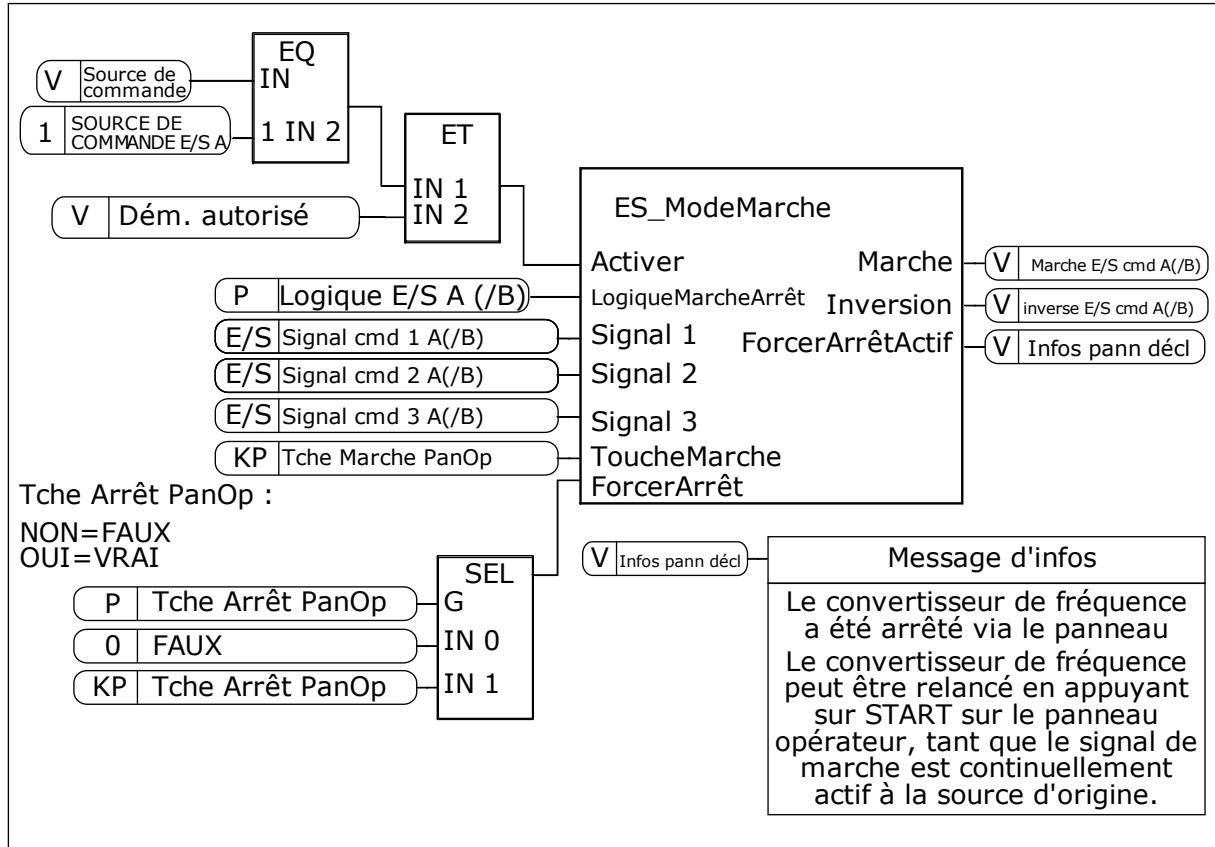 EQ
V Source de commande
IN
1 SOURCE DE COMMANDE E/S A
1 IN 2
ET
IN 1
V Dém. autorisé
IN 2
ES_ModeMarche
Activer
Marche
V Marche E/S cmd A(/B)
P Logique E/S A (/B)
LogiqueMarcheArrêt
Inversion
V inverse E/S cmd A(/B)
E/S Signal cmd 1 A(/B)
Signal 1
ForcerArrêtActif
V Infos pann décl
E/S Signal cmd 2 A(/B)
Signal 2
E/S Signal cmd 3 A(/B)
Signal 3
KP Tche Marche PanOp
ToucheMarche
ForcerArrêt
Tche Arrêt PanOp :
NON=FAUX
OUI=VRAI
SEL
P Tche Arrêt PanOp
G
0 FAUX
IN 0
KP Tche Arrêt PanOp
IN 1
V Infos pann décl
Message d'infos
Le convertisseur de fréquence
a été arrêté via le panneau
Le convertisseur de fréquence
peut être relancé en appuyant
sur START sur le panneau
opérateur, tant que le signal de
marche est continuellement
actif à la source d'origine.